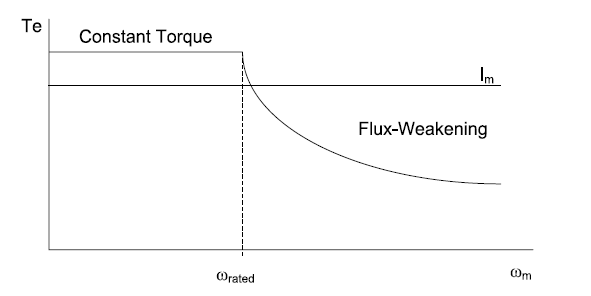 Te
Constant Torque
Im
Flux-Weakening
ωrated
ωm